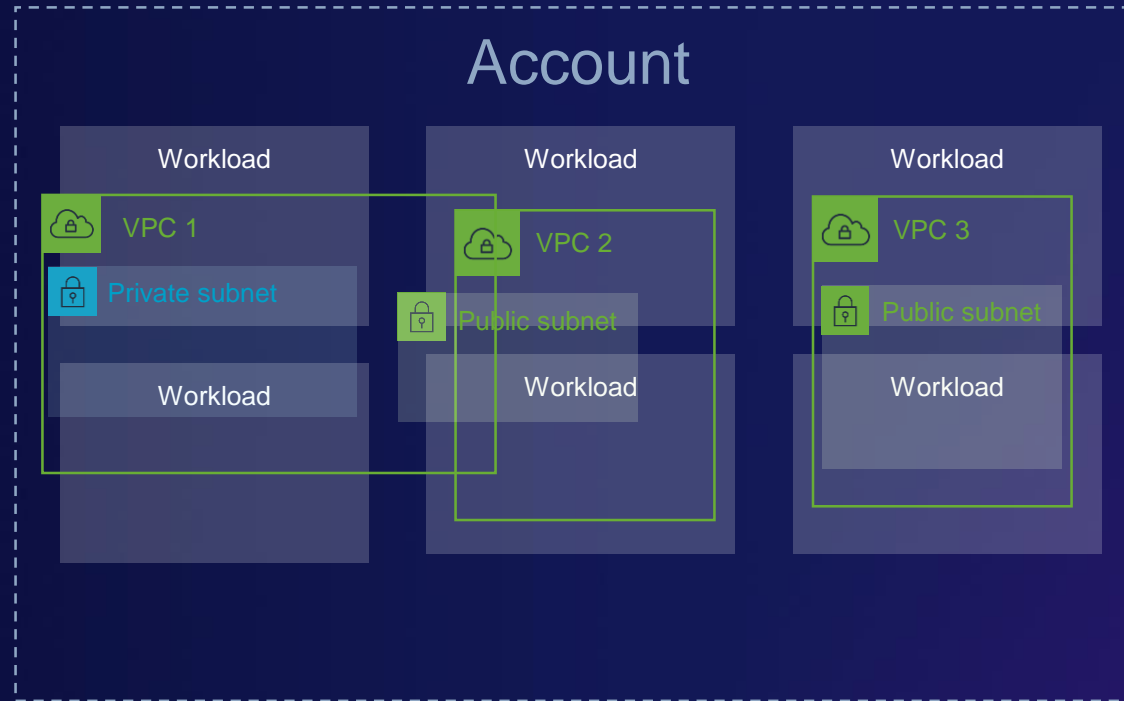 Account
Workload
Workload
Workload
VPC 1
VPC 2
VPC 3
Private subnet
Public subnet
Public subnet
Workload
Workload
Workload